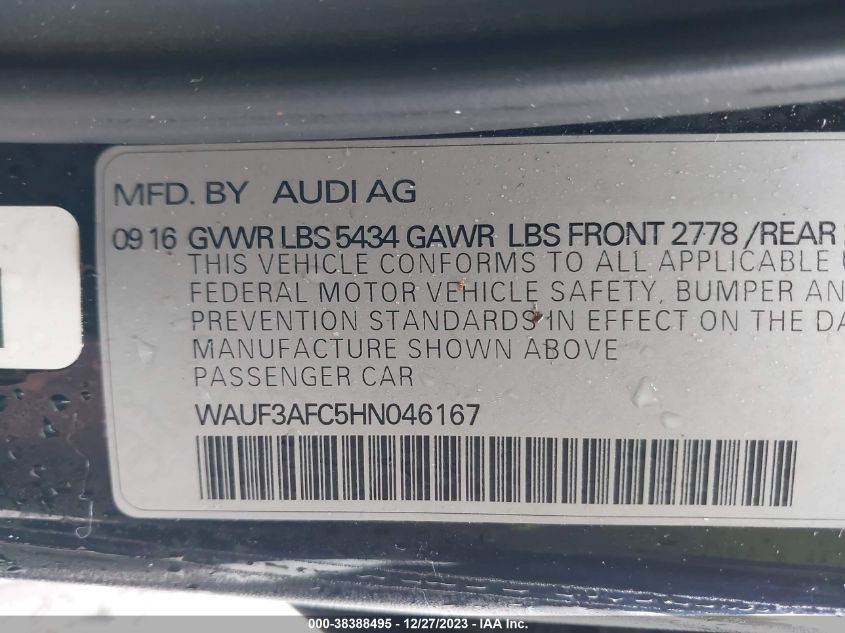 MFD. BY AUDI AG
09 16 GVWR LBS 5434 GAWR LBS FRONT 2778 /REAR
THIS VEHICLE CONFORMS TO ALL APPLICABLE
FEDERAL MOTOR VEHICLE SAFETY, BUMPER AN
PREVENTION STANDARDS IN EFFECT ON THE DA
MANUFACTURE SHOWN ABOVE
PASSENGER CAR
WAUF3AFC5HN046167
000-38388495 - 12/27/2023 - IAA Inc.